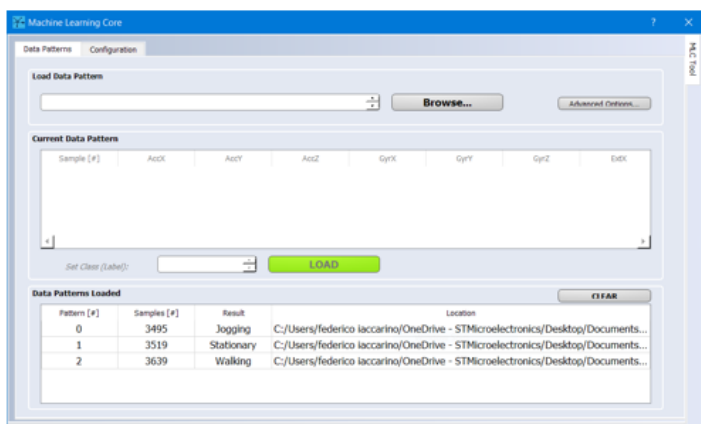 Machine Learning Core ? ×
Data Patterns Configuration
MLC Tool
Load Data Pattern
Browse... Advanced Options...
Current Data Pattern
Sample [#] AccX AccY AccZ GyrX GyrY GyrZ ExtX
Set Class (Label): LOAD
Data Patterns Loaded CLEAR
Pattern [#] Samples [#] Result Location
0 3495 Jogging C:/Users/federico iaccarino/OneDrive - STMicroelectronics/Desktop/Documents...
1 3519 Stationary C:/Users/federico iaccarino/OneDrive - STMicroelectronics/Desktop/Documents...
2 3639 Walking C:/Users/federico iaccarino/OneDrive - STMicroelectronics/Desktop/Documents...